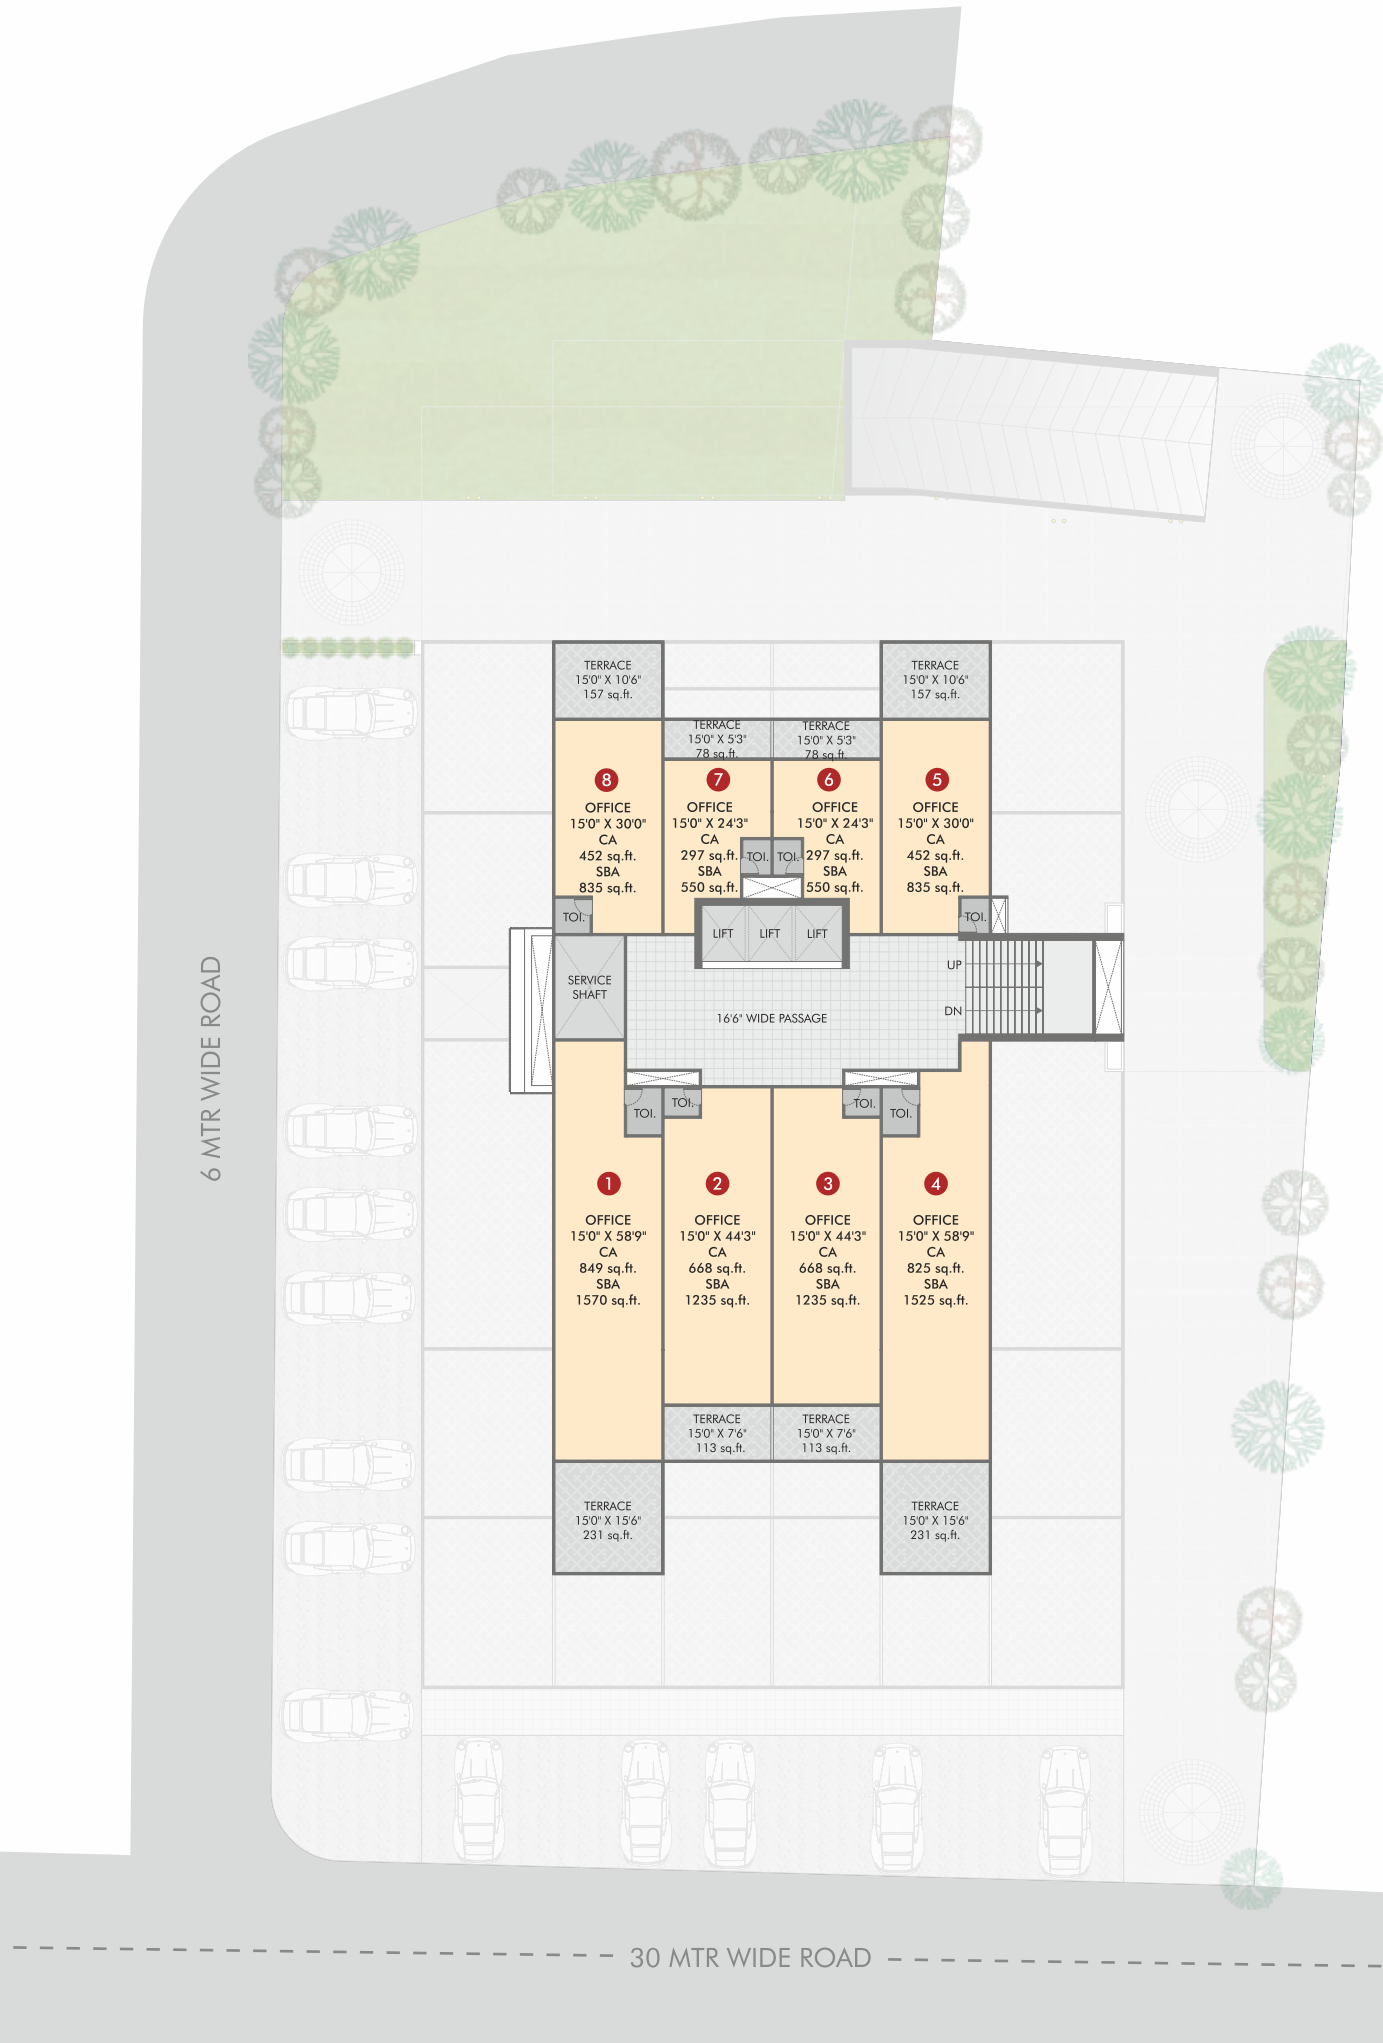 TERRACE
15'0" X 10'6"
157 sq.ft.
TERRACE
15'0" X 10'6"
157 sq.ft.
TERRACE
15'0" X 5'3"
78 sq.ft.
TERRACE
15'0" X 5'3"
78 sq.ft.
8
OFFICE
15'0" X 30'0"
CA
452 sq.ft.
SBA
835 sq.ft.
7
OFFICE
15'0" X 24'3"
CA
297 sq.ft.
SBA
550 sq.ft.
6
OFFICE
15'0" X 24'3"
CA
297 sq.ft.
SBA
550 sq.ft.
5
OFFICE
15'0" X 30'0"
CA
452 sq.ft.
SBA
835 sq.ft.
TOI.
TOI.
TOI.
TOI.
LIFT
LIFT
LIFT
SERVICE
SHAFT
UP
DN
16'6" WIDE PASSAGE
TOI.
TOI.
TOI.
TOI.
1
OFFICE
15'0" X 58'9"
CA
849 sq.ft.
SBA
1570 sq.ft.
2
OFFICE
15'0" X 44'3"
CA
668 sq.ft.
SBA
1235 sq.ft.
3
OFFICE
15'0" X 44'3"
CA
668 sq.ft.
SBA
1235 sq.ft.
4
OFFICE
15'0" X 58'9"
CA
825 sq.ft.
SBA
1525 sq.ft.
TERRACE
15'0" X 7'6"
113 sq.ft.
TERRACE
15'0" X 7'6"
113 sq.ft.
TERRACE
15'0" X 15'6"
231 sq.ft.
TERRACE
15'0" X 15'6"
231 sq.ft.
6 MTR WIDE ROAD
30 MTR WIDE ROAD